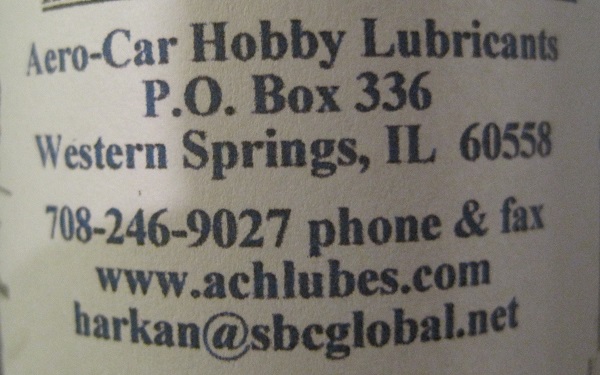 Aero-Car Hobby Lubricants
P.O. Box 336
Western Springs, IL 60558
708-246-9027 phone & fax
www.achlubes.com
harkan@sbcglobal.net